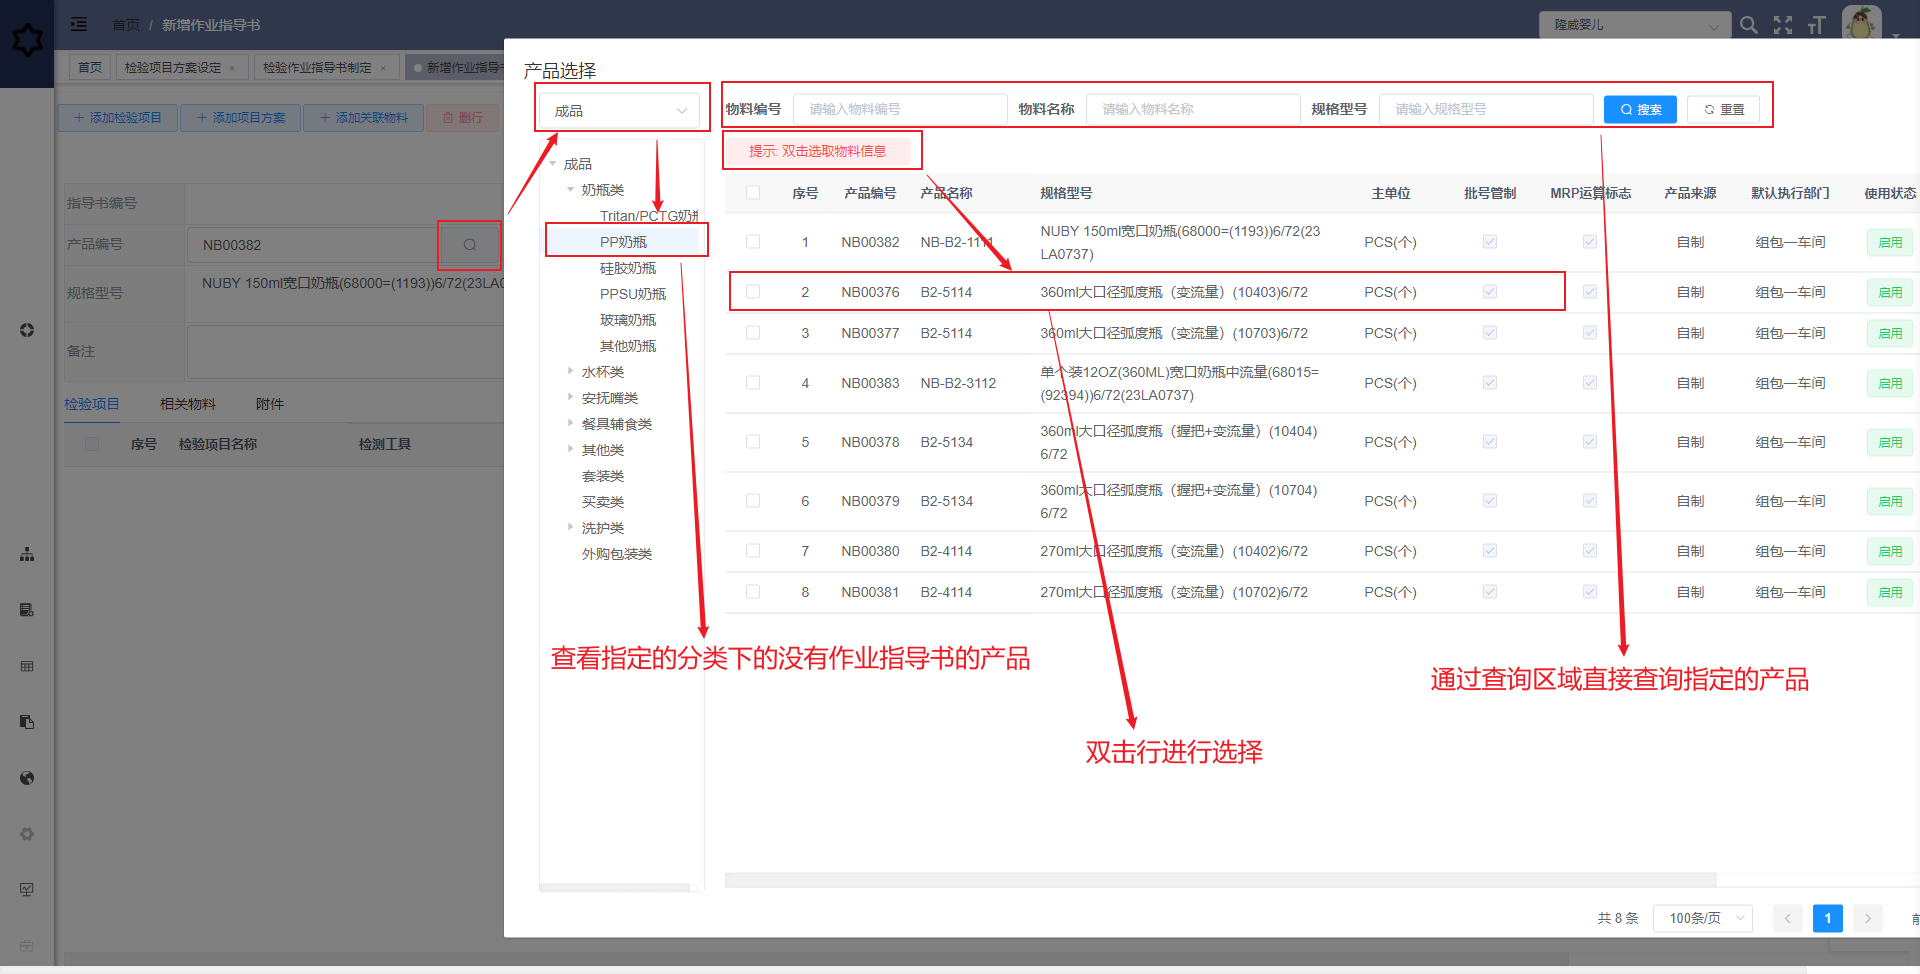 首页 / 新增作业指导书
隆威婴儿
首页
检验项目方案设定 ×
检验作业指导书制定 ×
新增作业指导书
添加检验项目
添加项目方案
添加关联物料
删行
指导书编号
产品编号
NB00382
规格型号
NUBY 150ml宽口奶瓶(68000=(1193))6/72(23LA0
备注
检验项目
相关物料
附件
序号
检验项目名称
检测工具
产品选择
成品
物料编号
请输入物料编号
物料名称
请输入物料名称
规格型号
请输入规格型号
搜索
重置
提示: 双击选取物料信息
成品
奶瓶类
Tritan/PCTG奶瓶
PP奶瓶
硅胶奶瓶
PPSU奶瓶
玻璃奶瓶
其他奶瓶
水杯类
安抚嘴类
餐具辅食类
其他类
套装类
买卖类
洗护类
外购包装类
序号 产品编号 产品名称 规格型号 主单位 批号管制 MRP运算标志 产品来源 默认执行部门 使用状态
1 NB00382 NB-B2-1111 NUBY 150ml宽口奶瓶(68000=(1193))6/72(23 PCS(个) 自制 组包—车间 启用
LA0737)
2 NB00376 B2-5114 360ml大口径弧度瓶（变流量）(10403)6/72 PCS(个) 自制 组包—车间 启用
3 NB00377 B2-5114 360ml大口径弧度瓶（变流量）(10703)6/72 PCS(个) 自制 组包—车间 启用
4 NB00383 NB-B2-3112 单个装12OZ(360ML)宽口奶瓶中流量(68015= PCS(个) 自制 组包—车间 启用
(92394))6/72(23LA0737)
5 NB00378 B2-5134 360ml大口径弧度瓶（握把+变流量）(10404) PCS(个) 自制 组包—车间 启用
6/72
6 NB00379 B2-5134 360ml大口径弧度瓶（握把+变流量）(10704) PCS(个) 自制 组包—车间 启用
6/72
7 NB00380 B2-4114 270ml大口径弧度瓶（变流量）(10402)6/72 PCS(个) 自制 组包—车间 启用
8 NB00381 B2-4114 270ml大口径弧度瓶（变流量）(10702)6/72 PCS(个) 自制 组包—车间 启用
查看指定的分类下的没有作业指导书的产品
通过查询区域直接查询指定的产品
双击行进行选择
共 8 条
100条/页
1
前